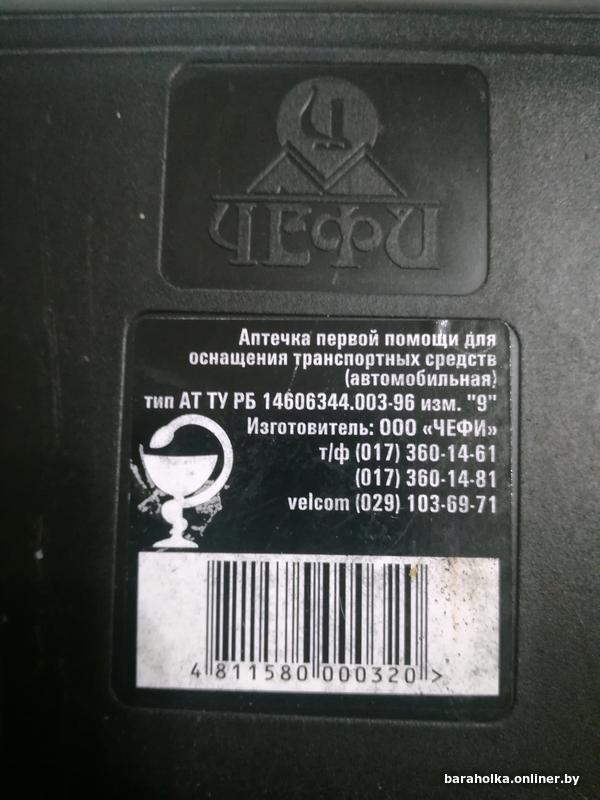 Ч
ЧЕФИ
Аптечка первой помощи для
оснащения транспортных средств
(автомобильная)
тип АТ ТУ РБ 14606344.003-96 изм. "9"
Изготовитель: ООО «ЧЕФИ»
т/ф (017) 360-14-61
(017) 360-14-81
velcom (029) 103-69-71
4 811580 000320 >
baraholka.onliner.by